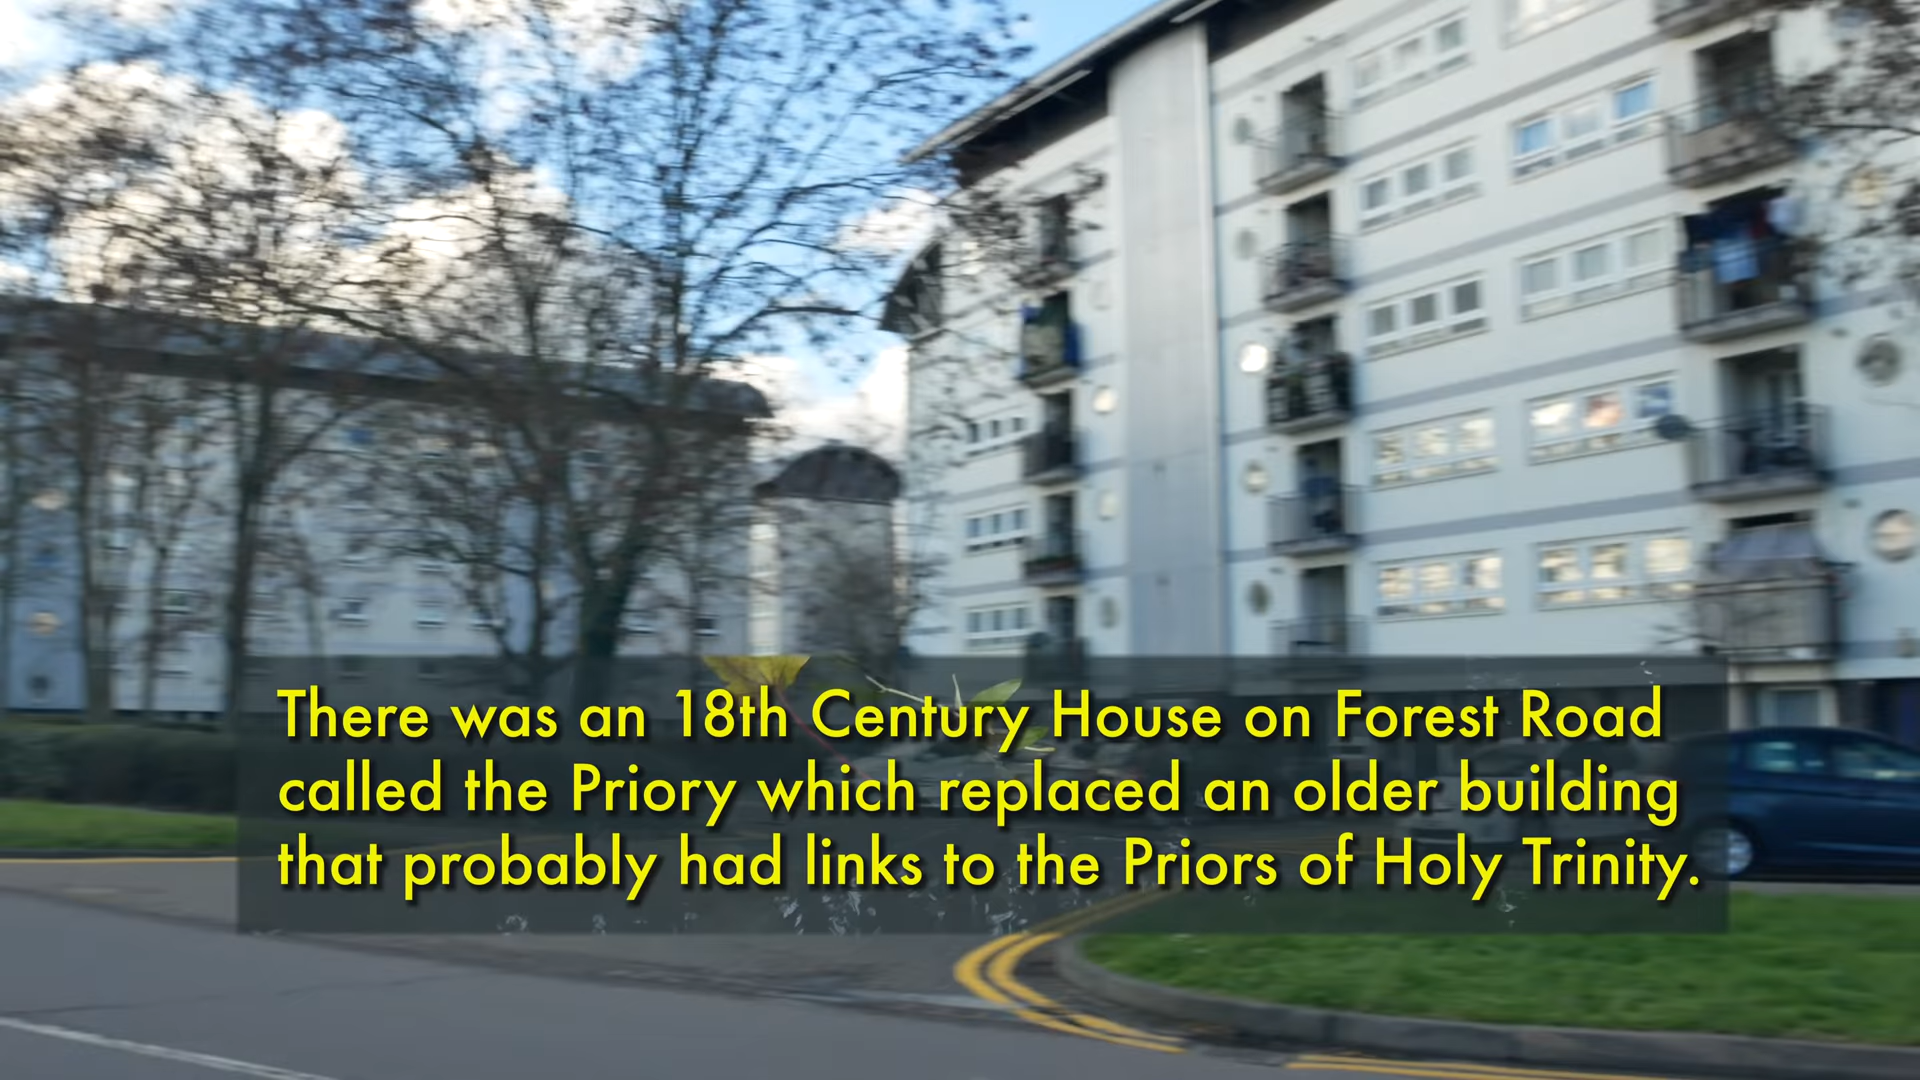 There was an 18th Century House on Forest Road
called the Priory which replaced an older building
that probably had links to the Priors of Holy Trinity.